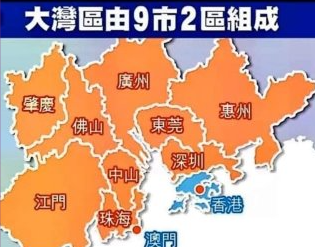 大灣區由9市2區組成
廣州
肇慶
惠州
佛山
東莞
深圳
中山
江門
香港
珠海
澳門